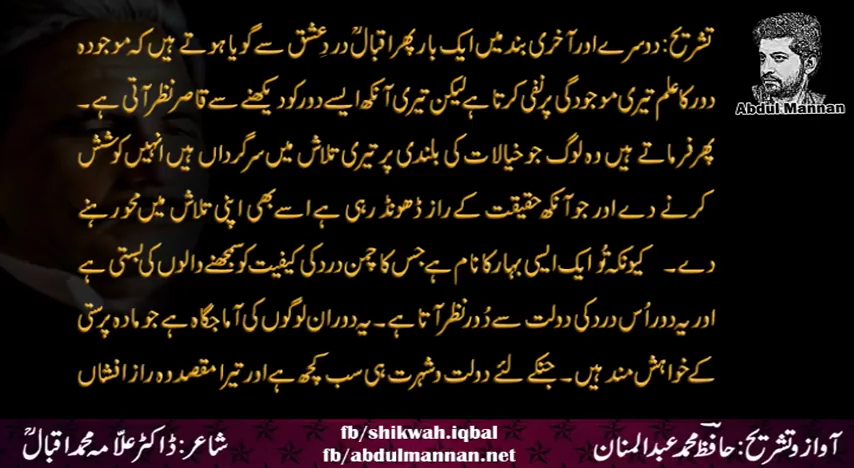 تشریح: دوسرے اور آخری بند میں ایک بار پھر اقبالؒ دردِ عشق سے گویا ہوتے ہیں کہ موجودہ
دور کا علم تیری موجودگی پر نفی کرتا ہے لیکن تیری آنکھ ایسے دور کو دیکھنے سے قاصر نظر آتی ہے۔
پھر فرماتے ہیں وہ لوگ جو خیالات کی بلندی پر تیری تلاش میں سرگرداں ہیں انہیں کوشش
کرنے دے اور جو آنکھ حقیقت کے راز ڈھونڈ رہی ہے اسے بھی اپنی تلاش میں محو رہنے
دے۔ کیونکہ تُو ایک ایسی بہار کا نام ہے جس کا چمن درد کی کیفیت کو سمجھنے والوں کی بستی ہے
اور یہ دور اُس درد کی دولت سے دُور نظر آتا ہے۔ یہ دور ان لوگوں کی آماجگاہ ہے جو مادہ پرستی
کے خواہش مند ہیں۔ جنکے لئے دولت و شہرت ہی سب کچھ ہے اور تیرا مقصد وہ راز افشاں
Abdul Mannan
آواز و تشریح: حافظ محمد عبدالمنان
fb/shikwah.iqbal
fb/abdulmannan.net
شاعر: ڈاکٹر علّامہ محمد اقبالؒ